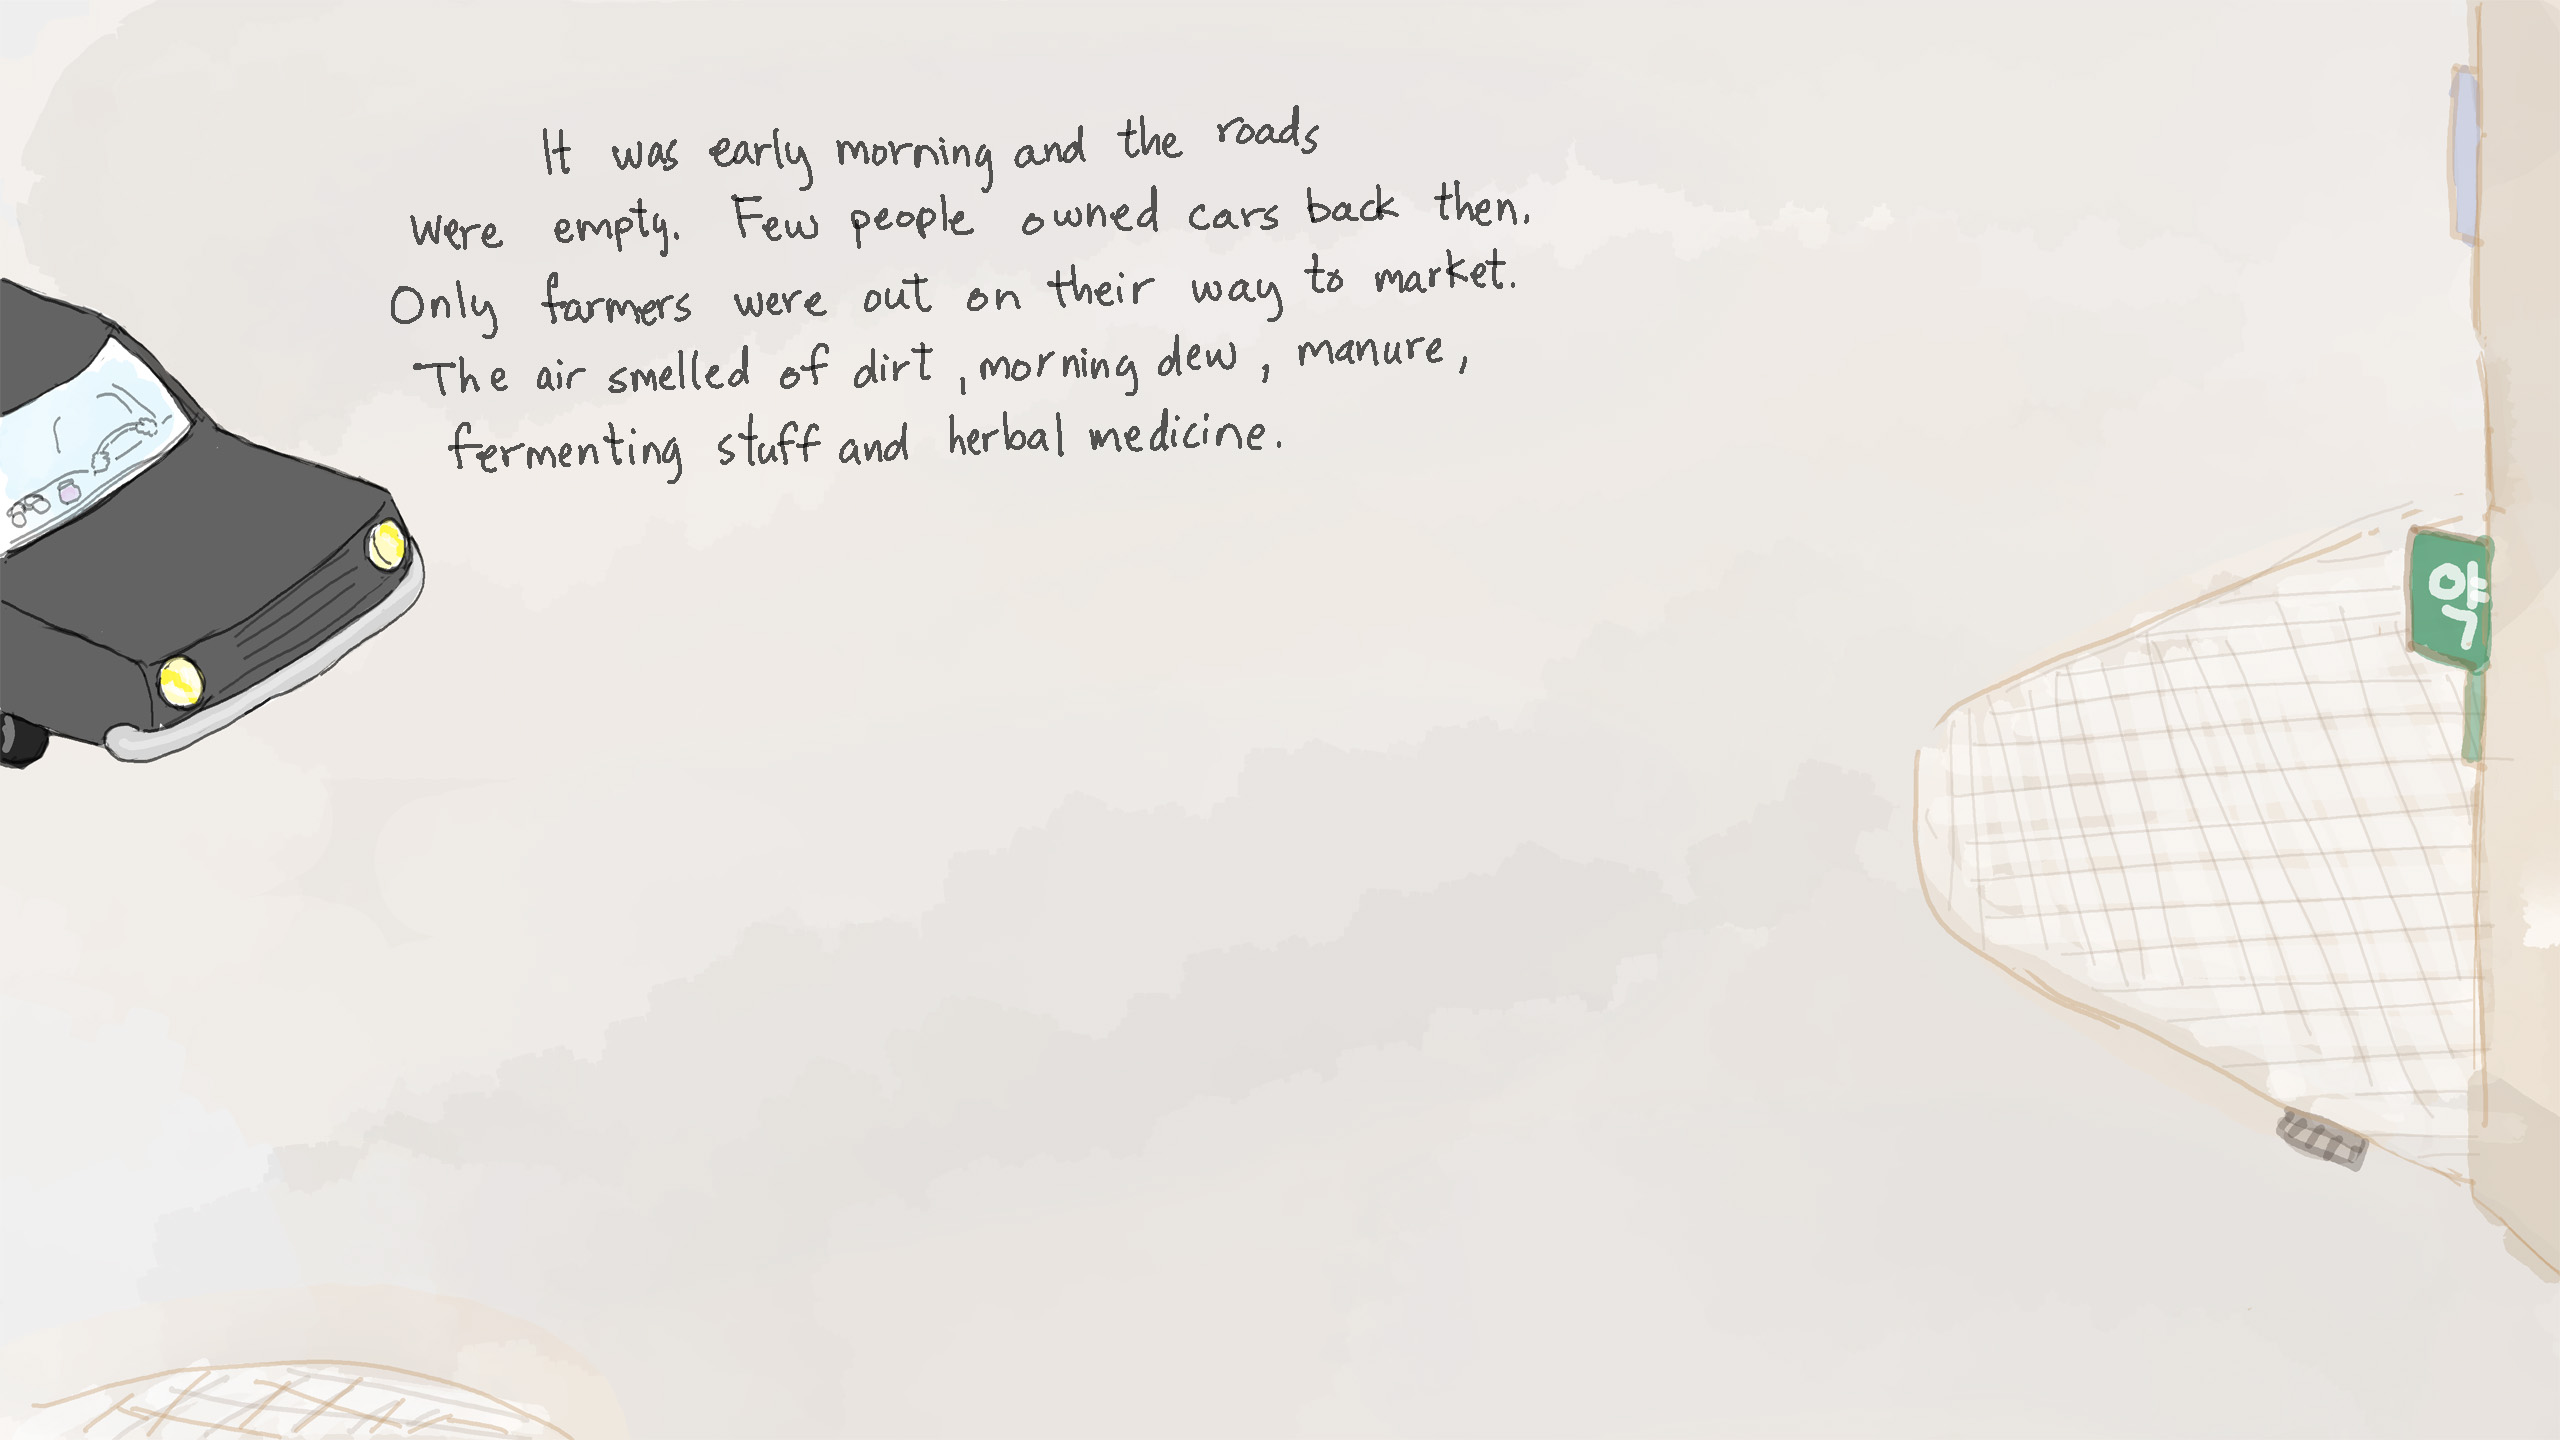 It was early morning and the roads
were empty. Few people owned cars back then.
Only farmers were out on their way to market.
The air smelled of dirt, morning dew, manure,
fermenting stuff and herbal medicine.
약